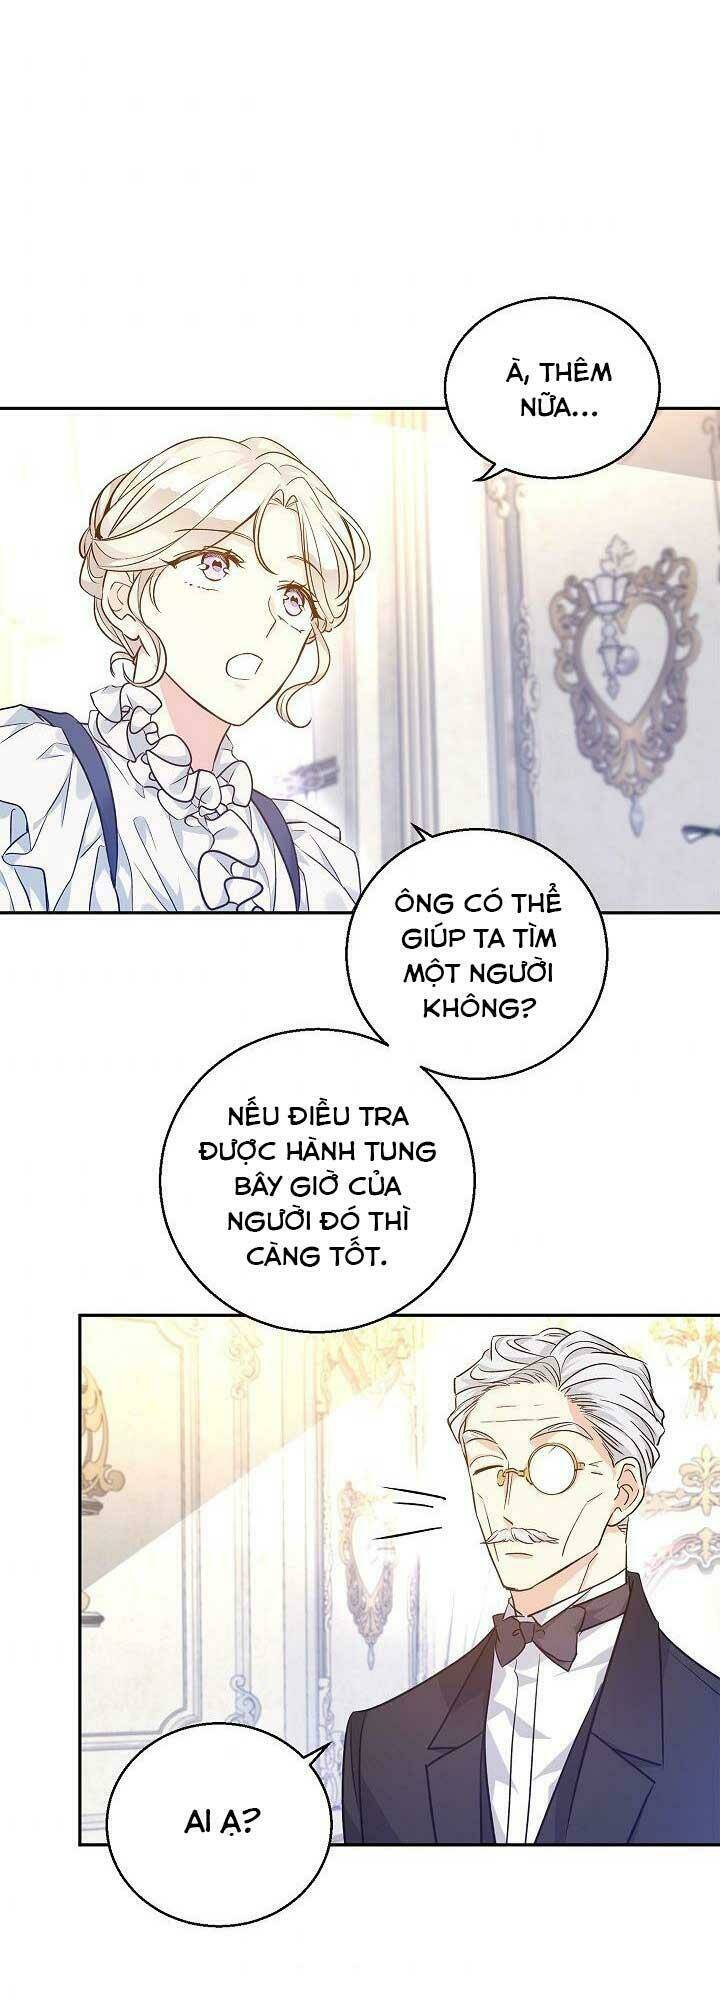 À, THÊM
NỮA...
ÔNG CÓ THỂ
GIÚP TA TÌM
MỘT NGƯỜI
KHÔNG?
NẾU ĐIỀU TRA
ĐƯỢC HÀNH TUNG
BÂY GIỜ CỦA
NGƯỜI ĐÓ THÌ
CÀNG TỐT.
AI Ạ?